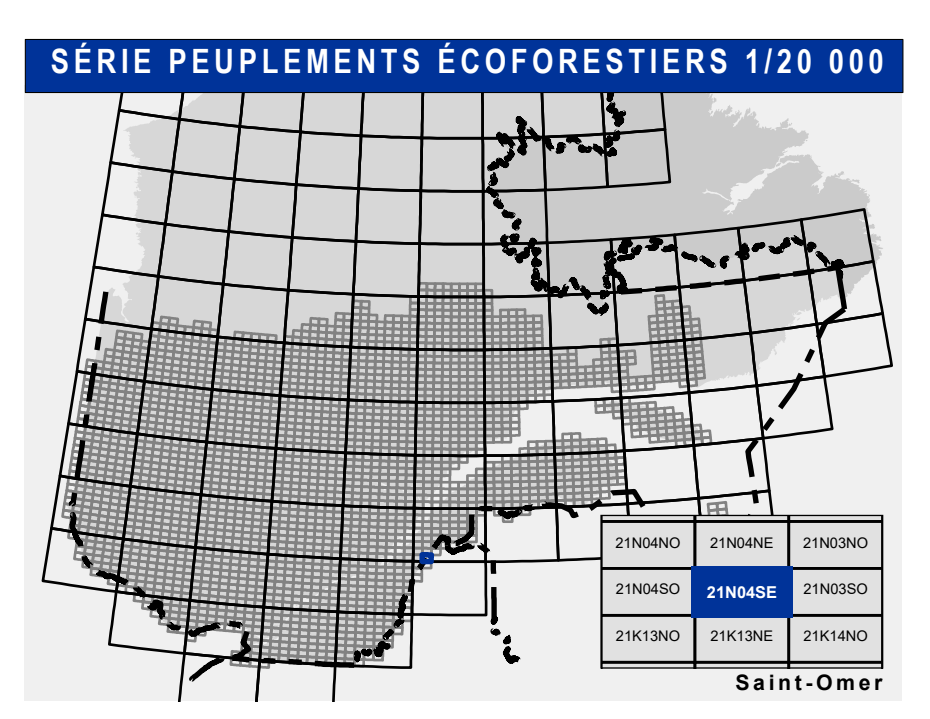 SÉRIE PEUPLEMENTS ÉCOFORESTIERS 1/20 000
21N04NO 21N04NE 21N03NO
21N04SO 21N04SE 21N03SO
21K13NO 21K13NE 21K14NO
Saint-Omer